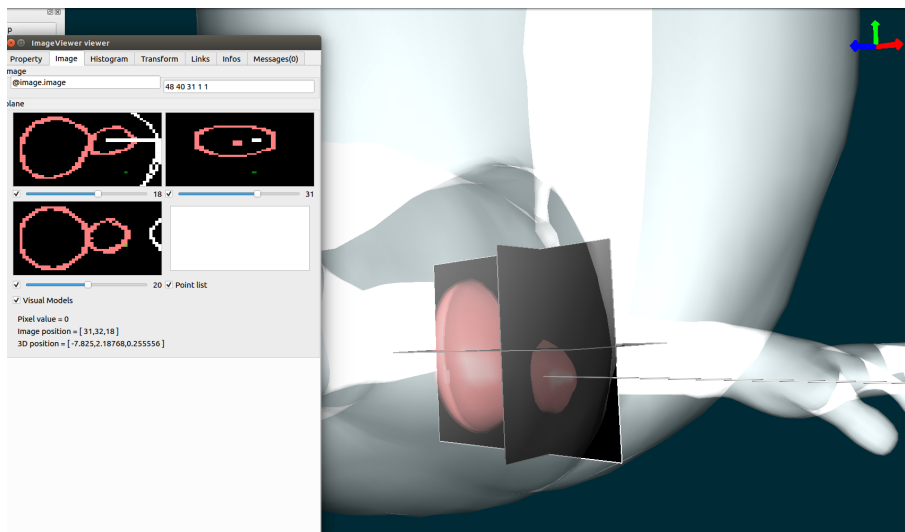 p
ImageViewer viewer
Property Image Histogram Transform Links Infos Messages(0)
mage
@image.image 48 40 31 1 1
plane
18 31
20 Point list
Visual Models
Pixel value = 0
Image position = [ 31,32,18 ]
3D position = [ -7.825,2.18768,0.255556 ]